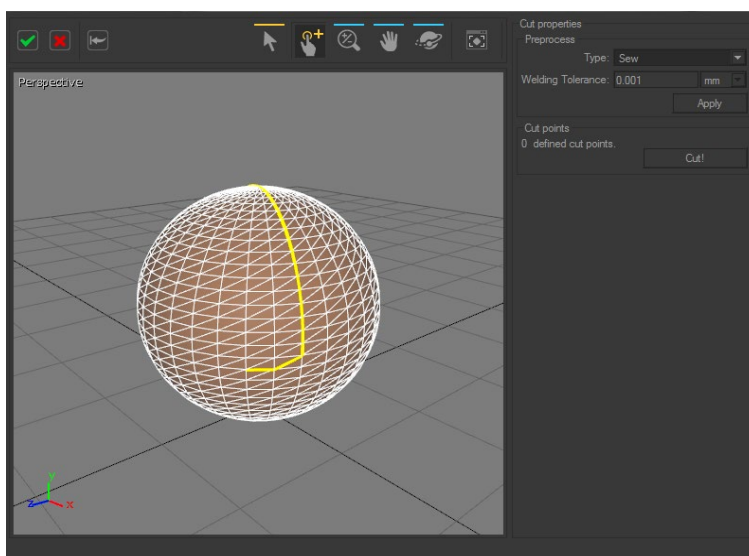 Cut properties
Preprocess
Type: Sew
Welding Tolerance: 0.001 mm
Apply
Cut points
0 defined cut points.
Cut!
Perspective
y
z x